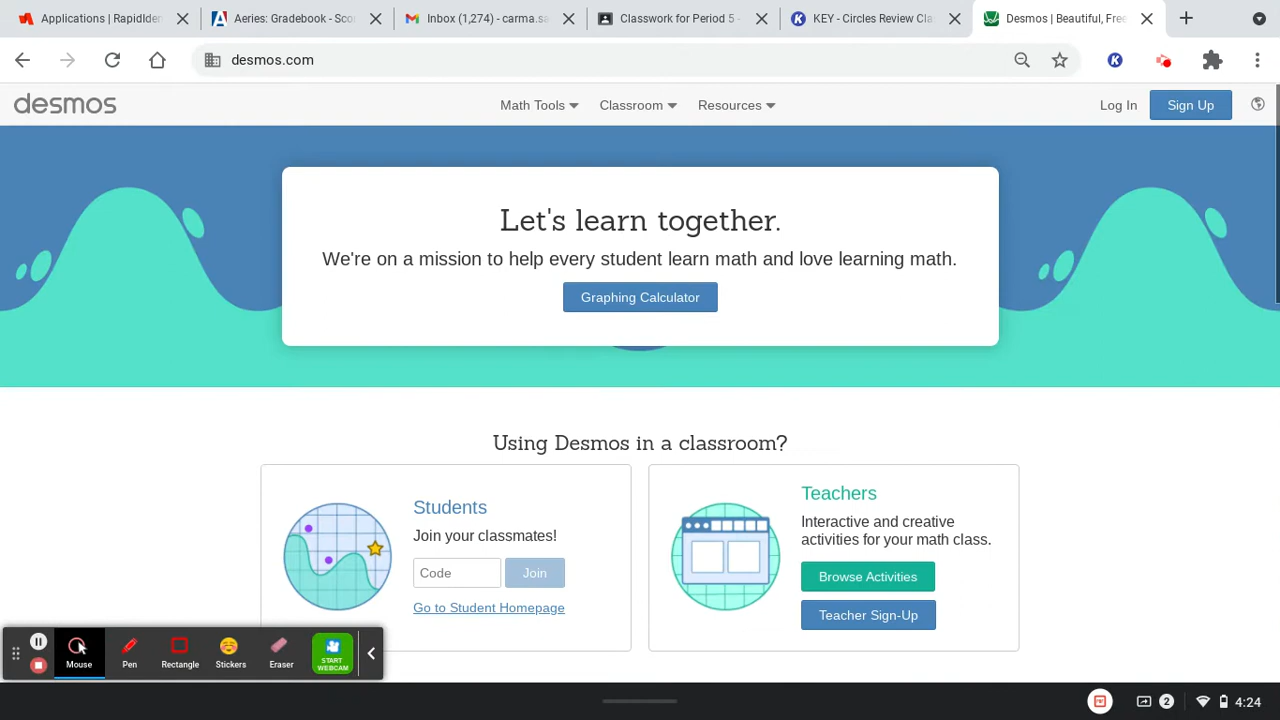 Applications | RapidIden
Aeries: Gradebook - Sco
Inbox (1,274) - carma.sa
Classwork for Period 5 -
KEY - Circles Review Cla
Desmos | Beautiful, Free
desmos.com
desmos
Math Tools
Classroom
Resources
Log In
Sign Up
Let's learn together.
We're on a mission to help every student learn math and love learning math.
Graphing Calculator
Using Desmos in a classroom?
Students
Join your classmates!
Code
Join
Go to Student Homepage
Teachers
Interactive and creative
activities for your math class.
Browse Activities
Teacher Sign-Up
Mouse
Pen
Rectangle
Stickers
Eraser
START
WEBCAM
2
4:24